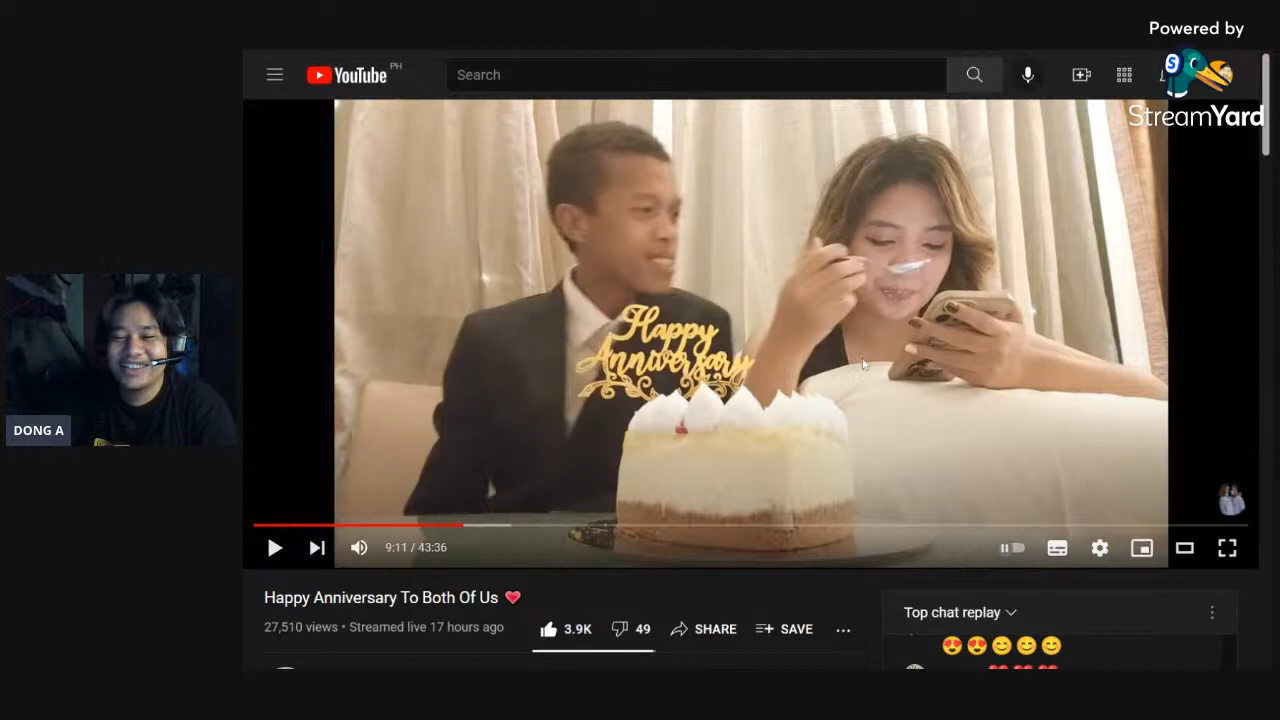 Powered by
StreamYard
YouTube PH
Search
Happy
Anniversary
9:11 / 43:36
Happy Anniversary To Both Of Us
27,510 views • Streamed live 17 hours ago
3.9K
49
SHARE
SAVE
Top chat replay
DONG A